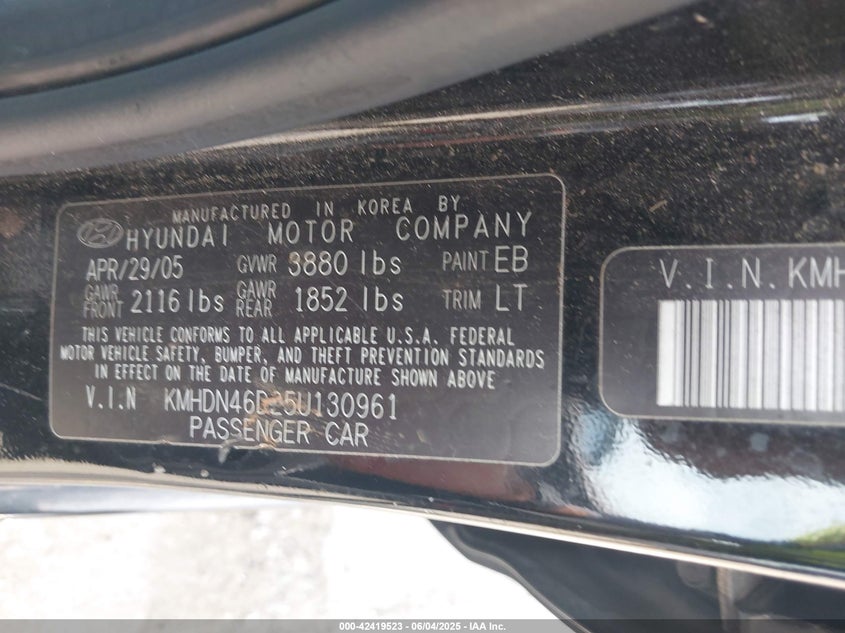 MANUFACTURED IN KOREA BY
HYUNDAI MOTOR COMPANY
APR/29/05 GVWR 3880 lbs PAINT EB
GAWR FRONT 2116 lbs GAWR REAR 1852 lbs TRIM LT
THIS VEHICLE CONFORMS TO ALL APPLICABLE U.S.A. FEDERAL
MOTOR VEHICLE SAFETY, BUMPER, AND THEFT PREVENTION STANDARDS
IN EFFECT ON THE DATE OF MANUFACTURE SHOWN ABOVE
V.I.N KMHDN46D25U130961
PASSENGER CAR
V.I.N.KMH
000-42419523 - 06/04/2025 - IAA Inc.